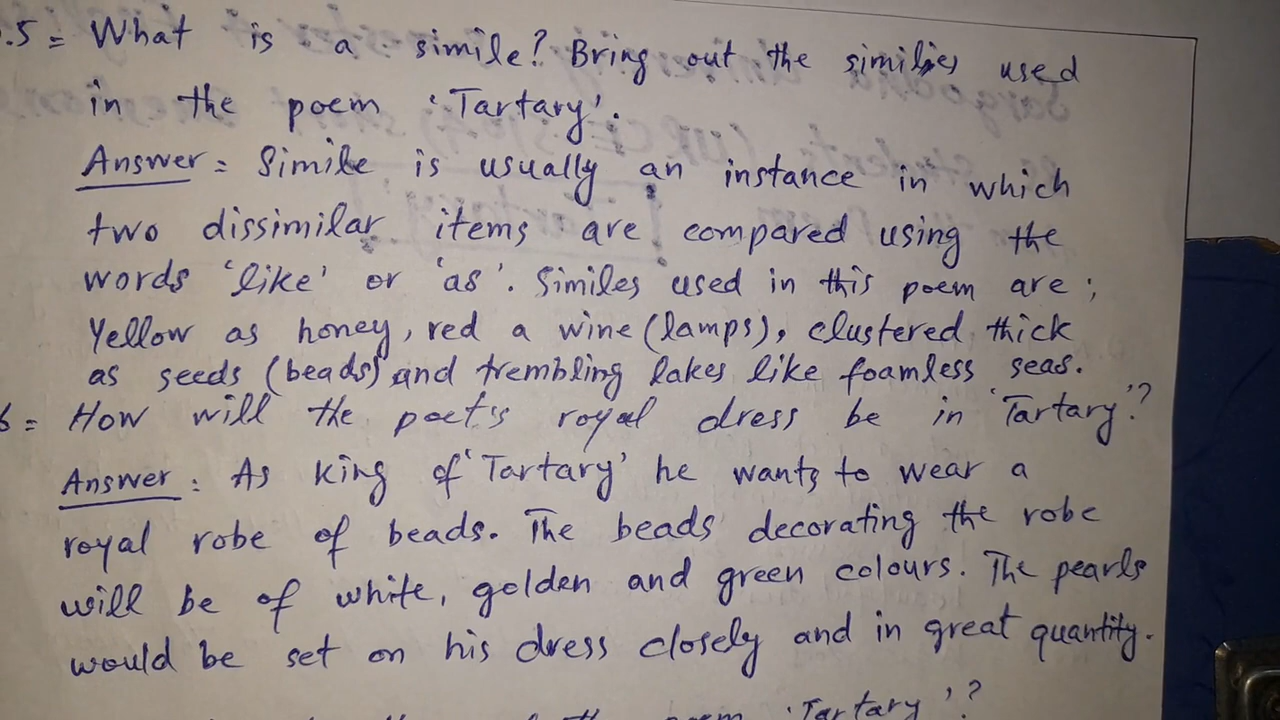 .5 = What is a simile? Bring out the similies used
in the poem 'Tartary'.
Answer = Simile is usually an instance in which
two dissimilar items are compared using the
words 'like' or 'as'. Similes used in this poem are;
Yellow as honey, red a wine (lamps), clustered thick
as seeds (beads) and trembling lakes like foamless seas.
6 = How will the poet's royal dress be in 'Tartary'?
Answer: As king of 'Tartary' he wants to wear a
royal robe of beads. The beads decorating the robe
will be of white, golden and green colours. The pearls
would be set on his dress closely and in great quantity.
the poem 'Tartary'?